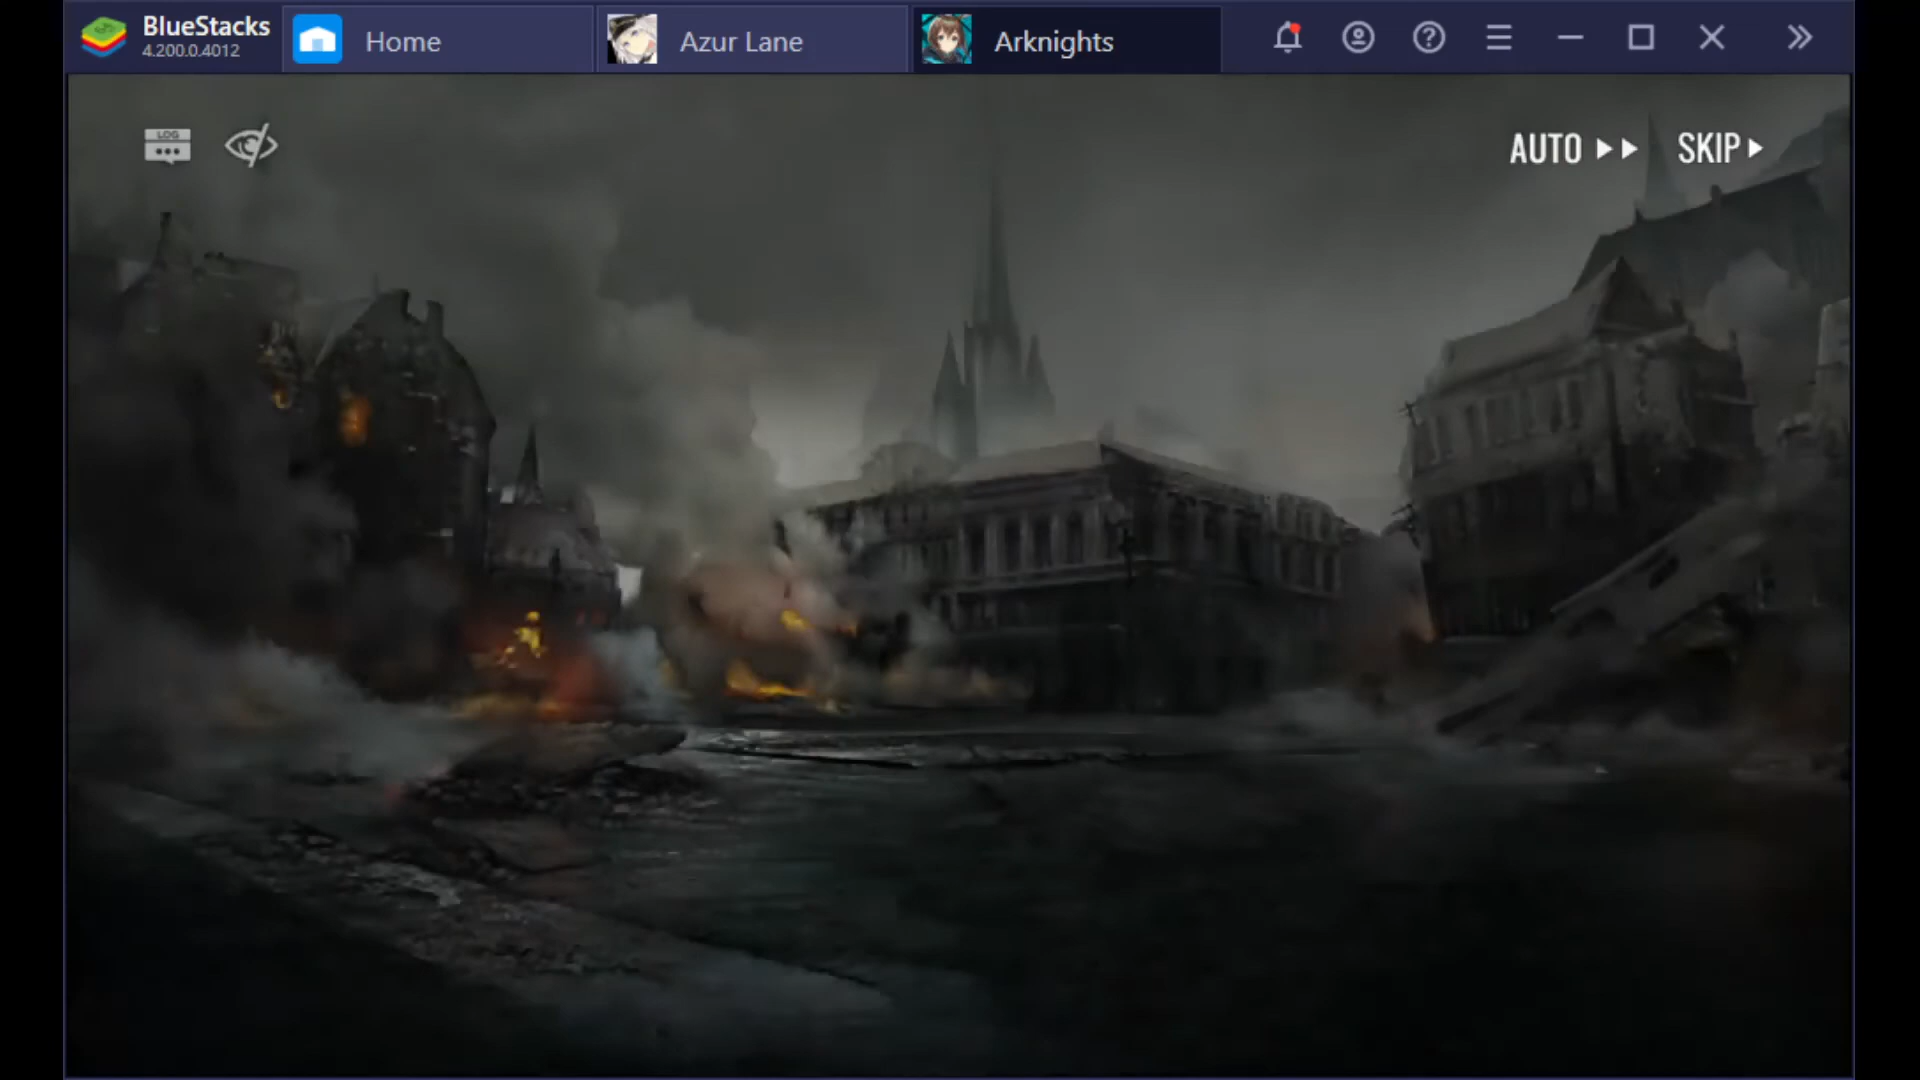 BlueStacks
4.200.0.4012
Home
Azur Lane
Arknights
LOG
AUTO
SKIP